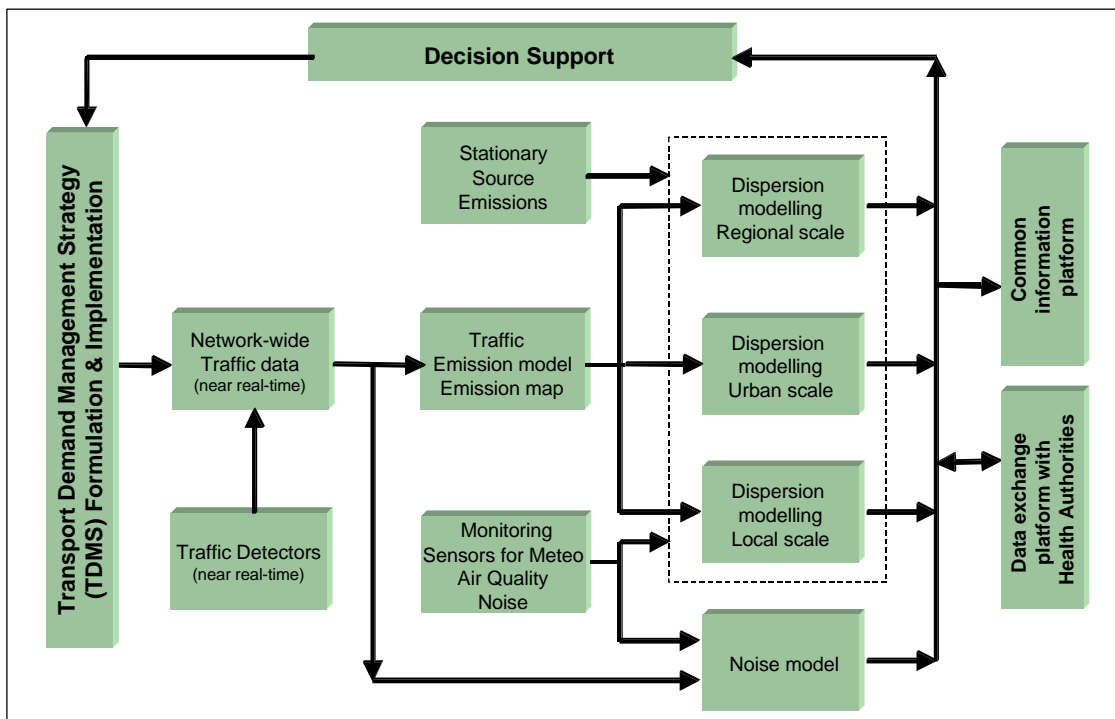 Decision Support
Transport Demand Management Strategy
(TDMS) Formulation & Implementation
Stationary
Source
Emissions
Dispersion
modelling
Regional scale
Common
information
platform
Network-wide
Traffic data
(near real-time)
Traffic
Emission model
Emission map
Dispersion
modelling
Urban scale
Data exchange
platform with
Health Authorities
Traffic Detectors
(near real-time)
Monitoring
Sensors for Meteo
Air Quality
Noise
Dispersion
modelling
Local scale
Noise model